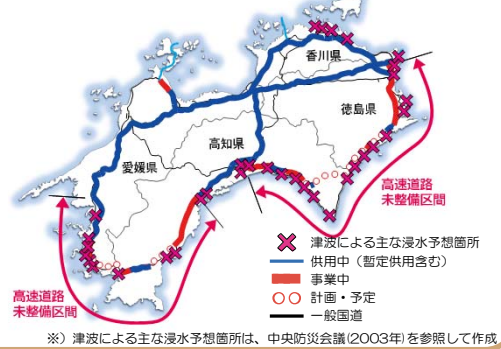 香川県
徳島県
高知県
愛媛県
高速道路
未整備区間
高速道路
未整備区間
津波による主な浸水予想箇所
供用中（暫定供用含む）
事業中
計画・予定
一般国道
※）津波による主な浸水予想箇所は、中央防災会議(2003年)を参照して作成